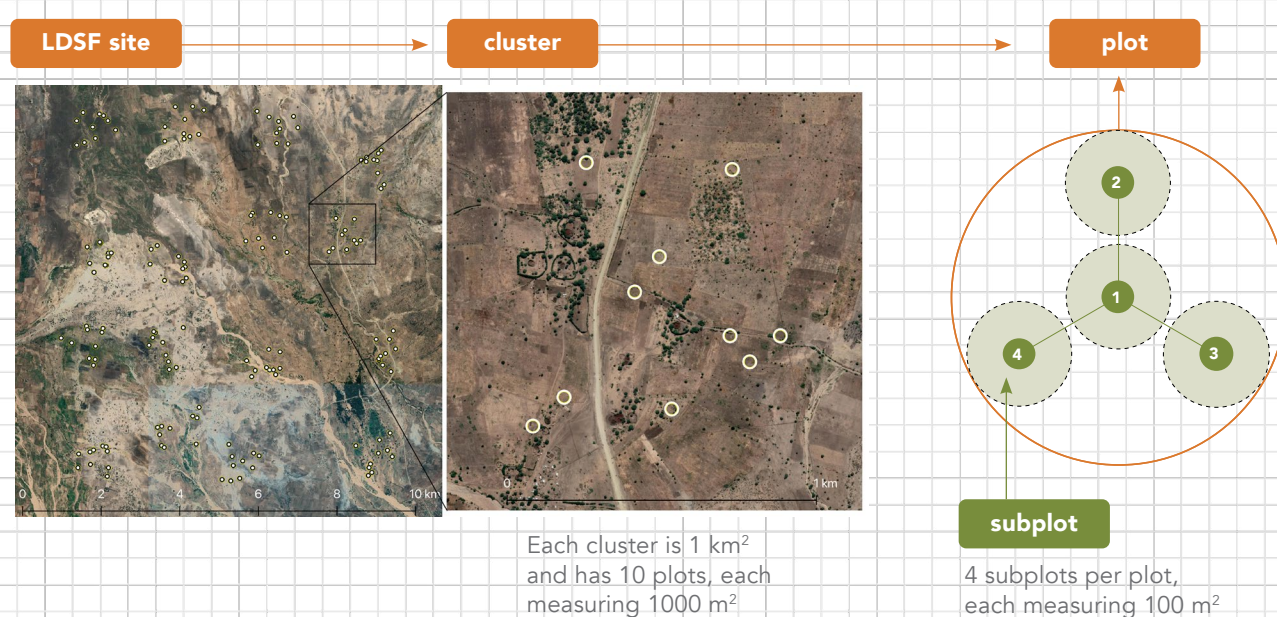 LDSF site
cluster
plot
2
1
4
3
0
2
4
6
8
10 km
0
1 km
subplot
Each cluster is 1 km²
and has 10 plots, each
measuring 1000 m²
4 subplots per plot,
each measuring 100 m²